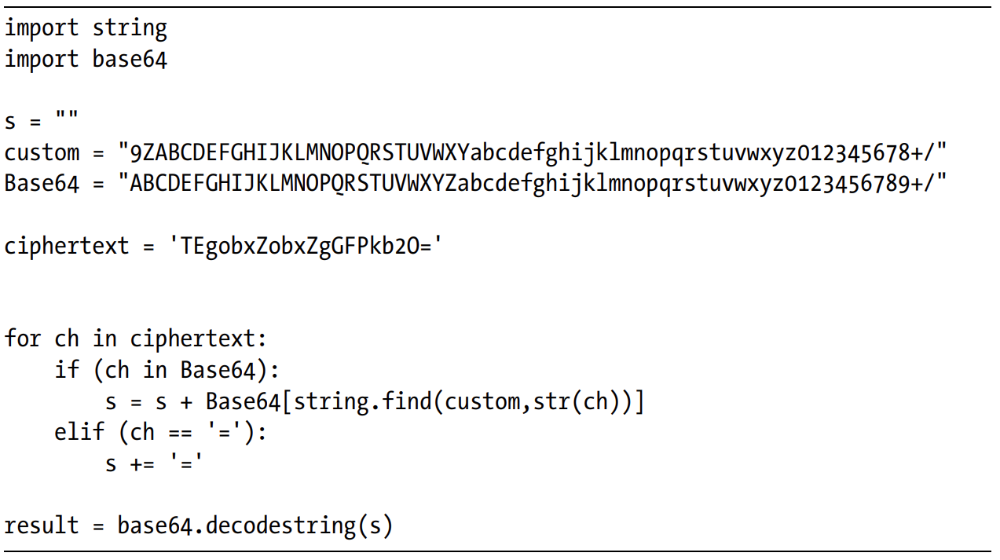 import string
import base64
s = ""
custom = "9ZABCDEFGHIJKLMNOPQRSTUVWXYabcdefghijklmnopqrstuvwxyz012345678+/"
Base64 = "ABCDEFGHIJKLMNOPQRSTUVWXYZabcdefghijklmnopqrstuvwxyz0123456789+/"
ciphertext = 'TEgobxZobxZgGFPkb2O='
for ch in ciphertext:
    if (ch in Base64):
        s = s + Base64[string.find(custom,str(ch))]
    elif (ch == '='):
        s += '='
result = base64.decodestring(s)